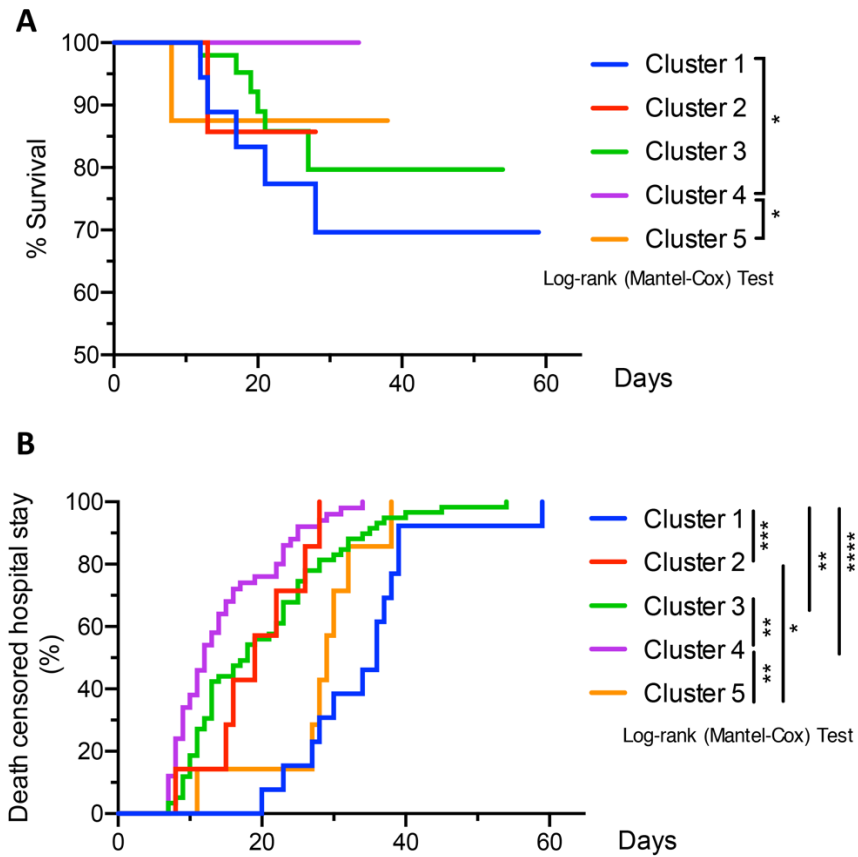 A
% Survival
100
90
80
70
60
50
0
20
40
60
Days
Cluster 1
Cluster 2
Cluster 3
Cluster 4
Cluster 5
*
*
Log-rank (Mantel-Cox) Test
B
Death censored hospital stay
(%)
100
80
60
40
20
0
0
20
40
60
Days
Cluster 1
Cluster 2
Cluster 3
Cluster 4
Cluster 5
***
**
**
*
**
****
Log-rank (Mantel-Cox) Test